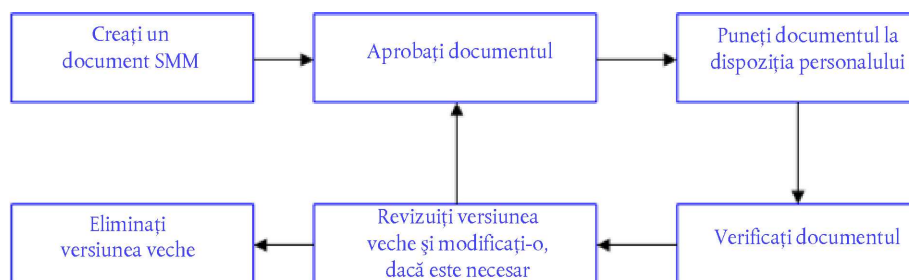 Creați un
document SMM
Aprobați documentul
Puneți documentul la
dispoziția personalului
Eliminați
versiunea veche
Revizuiți versiunea
veche și modificați-o,
dacă este necesar
Verificați documentul